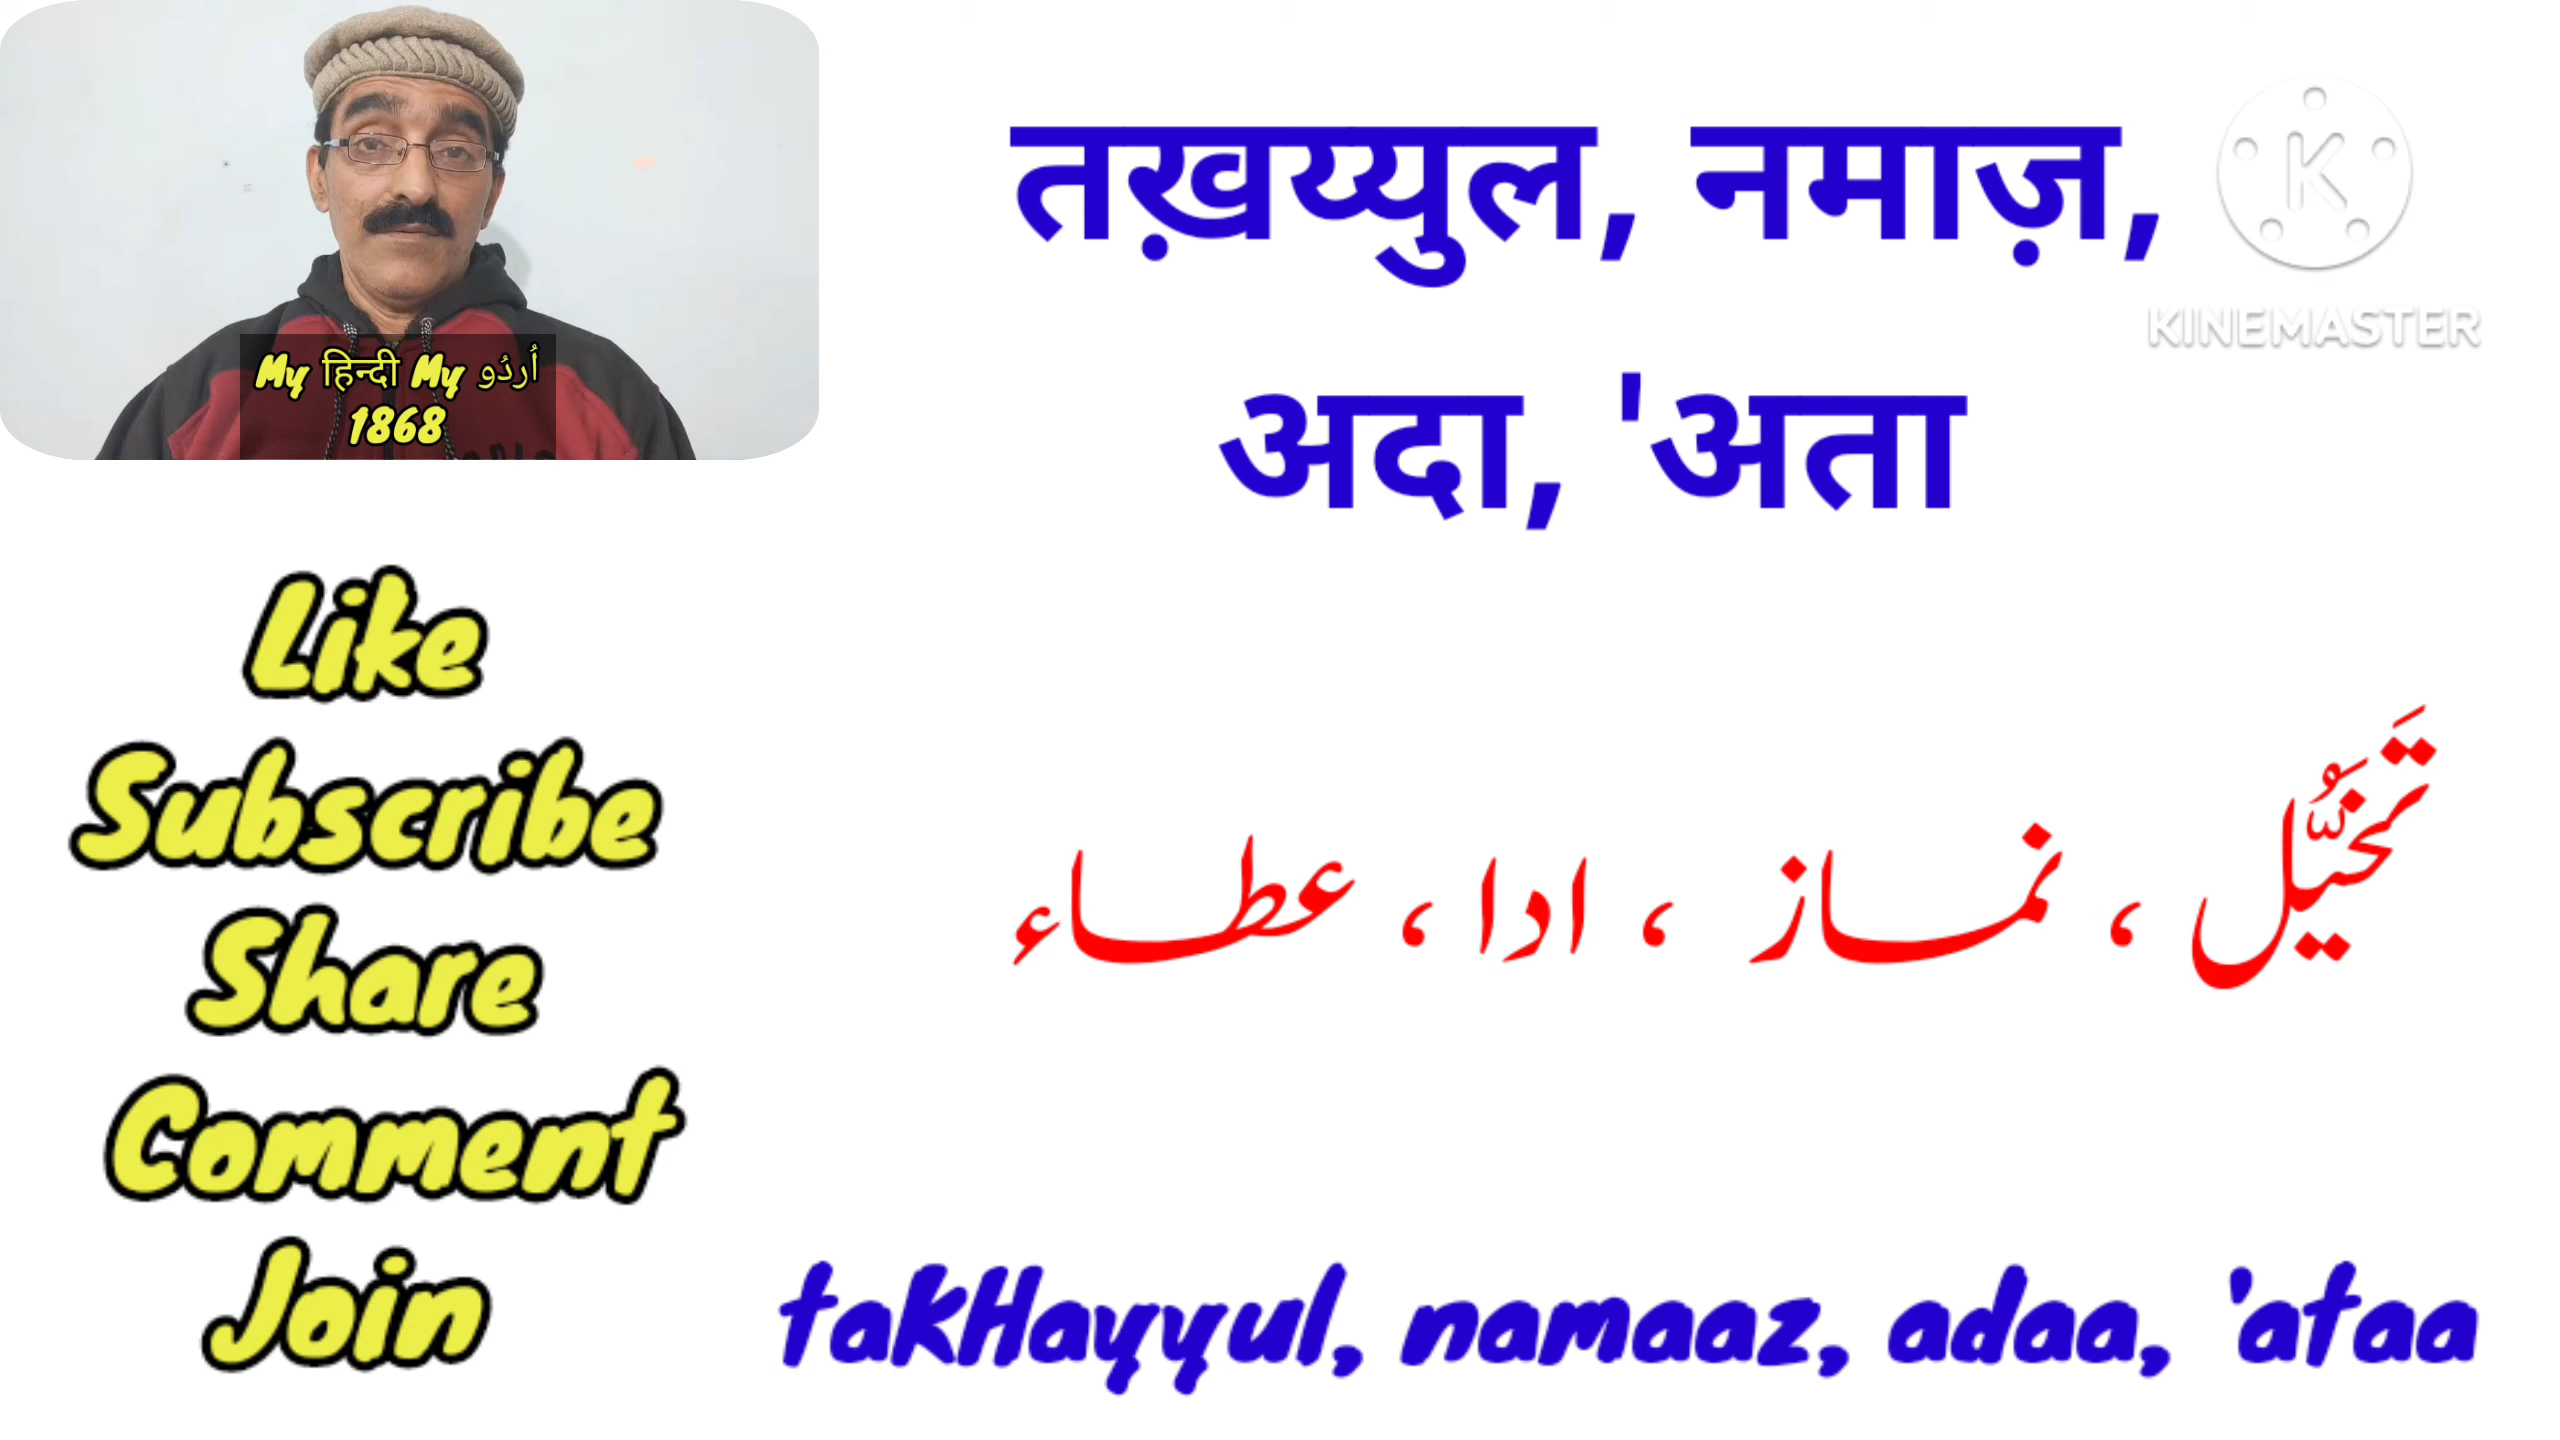 My हिन्दी My اُردُو
1868
तख़य्युल, नमाज़,
अदा, 'अता
KINEMASTER
Like
Subscribe
Share
Comment
Join
تَخَیُّل ، نماز ، ادا ، عطاء
taKHayyul, namaaz, adaa, 'ataa